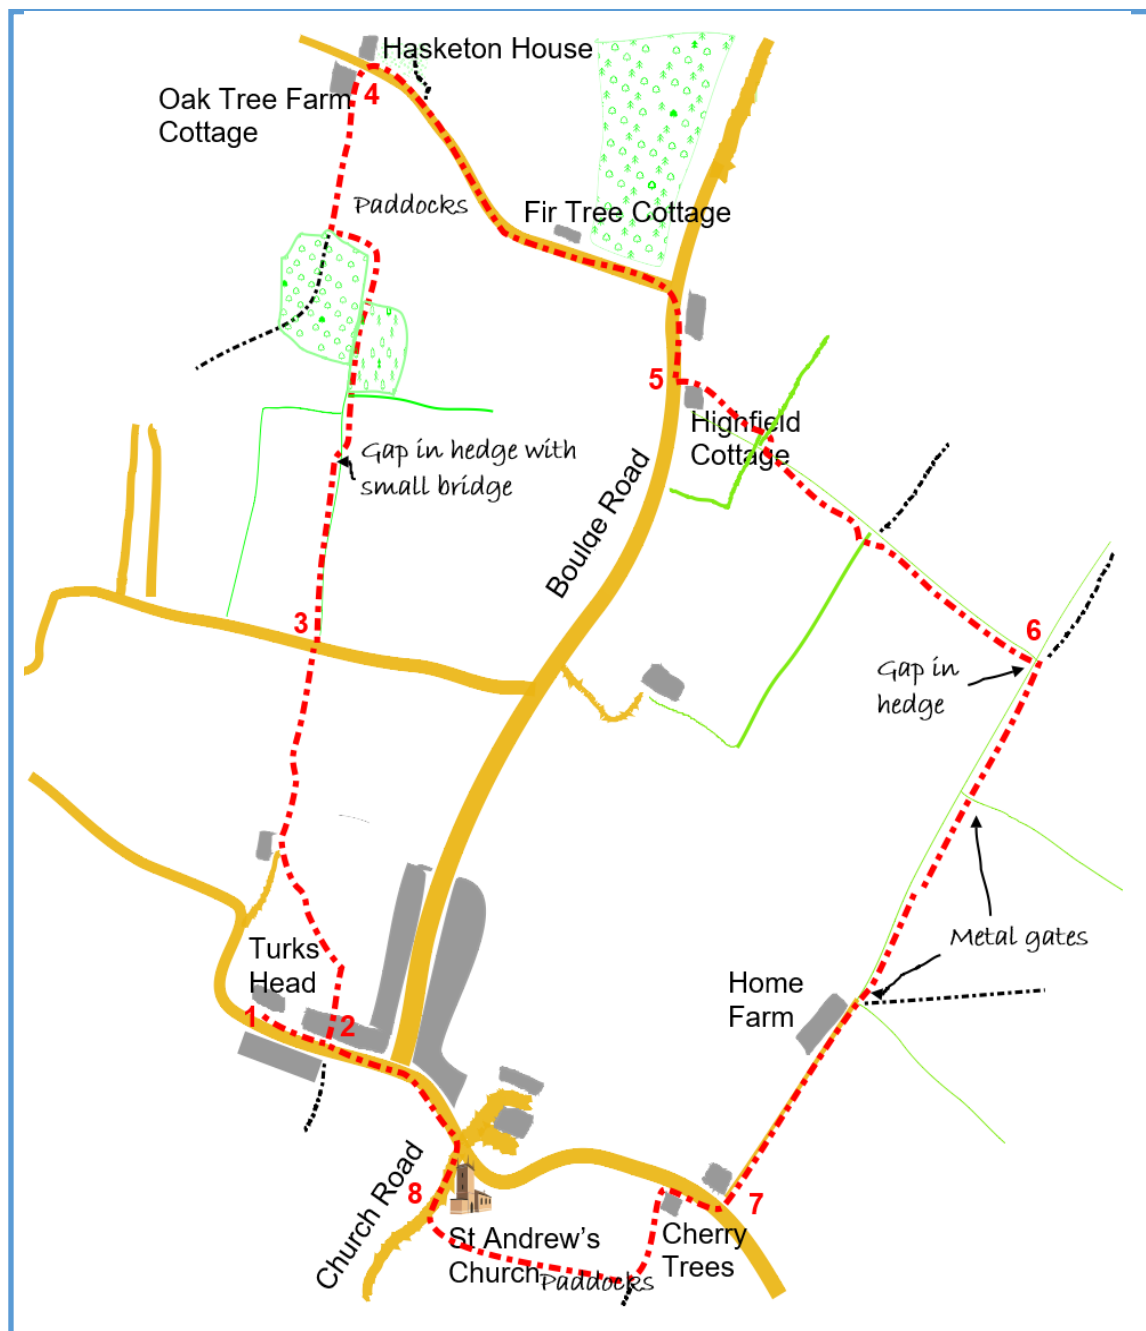 Hasketon House
4
Oak Tree Farm
Cottage
Paddocks
Fir Tree Cottage
5
Highfield
Cottage
Gap in hedge with
small bridge
Boulge Road
3
6
Gap in
hedge
Metal gates
Turks
Head
Home
Farm
1
2
Church Road
8
7
St Andrew’s
Church
Cherry
Trees
Paddocks